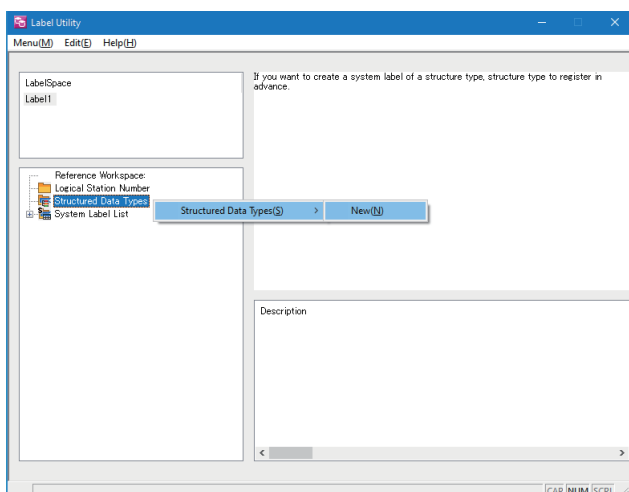 Label Utility
Menu(M) Edit(E) Help(H)
LabelSpace
Label1
If you want to create a system label of a structure type, structure type to register in
advance.
Reference Workspace:
Logical Station Number
Structured Data Types
System Label List
Structured Data Types(S) > New(N)
Description
CAP NUM SCRL